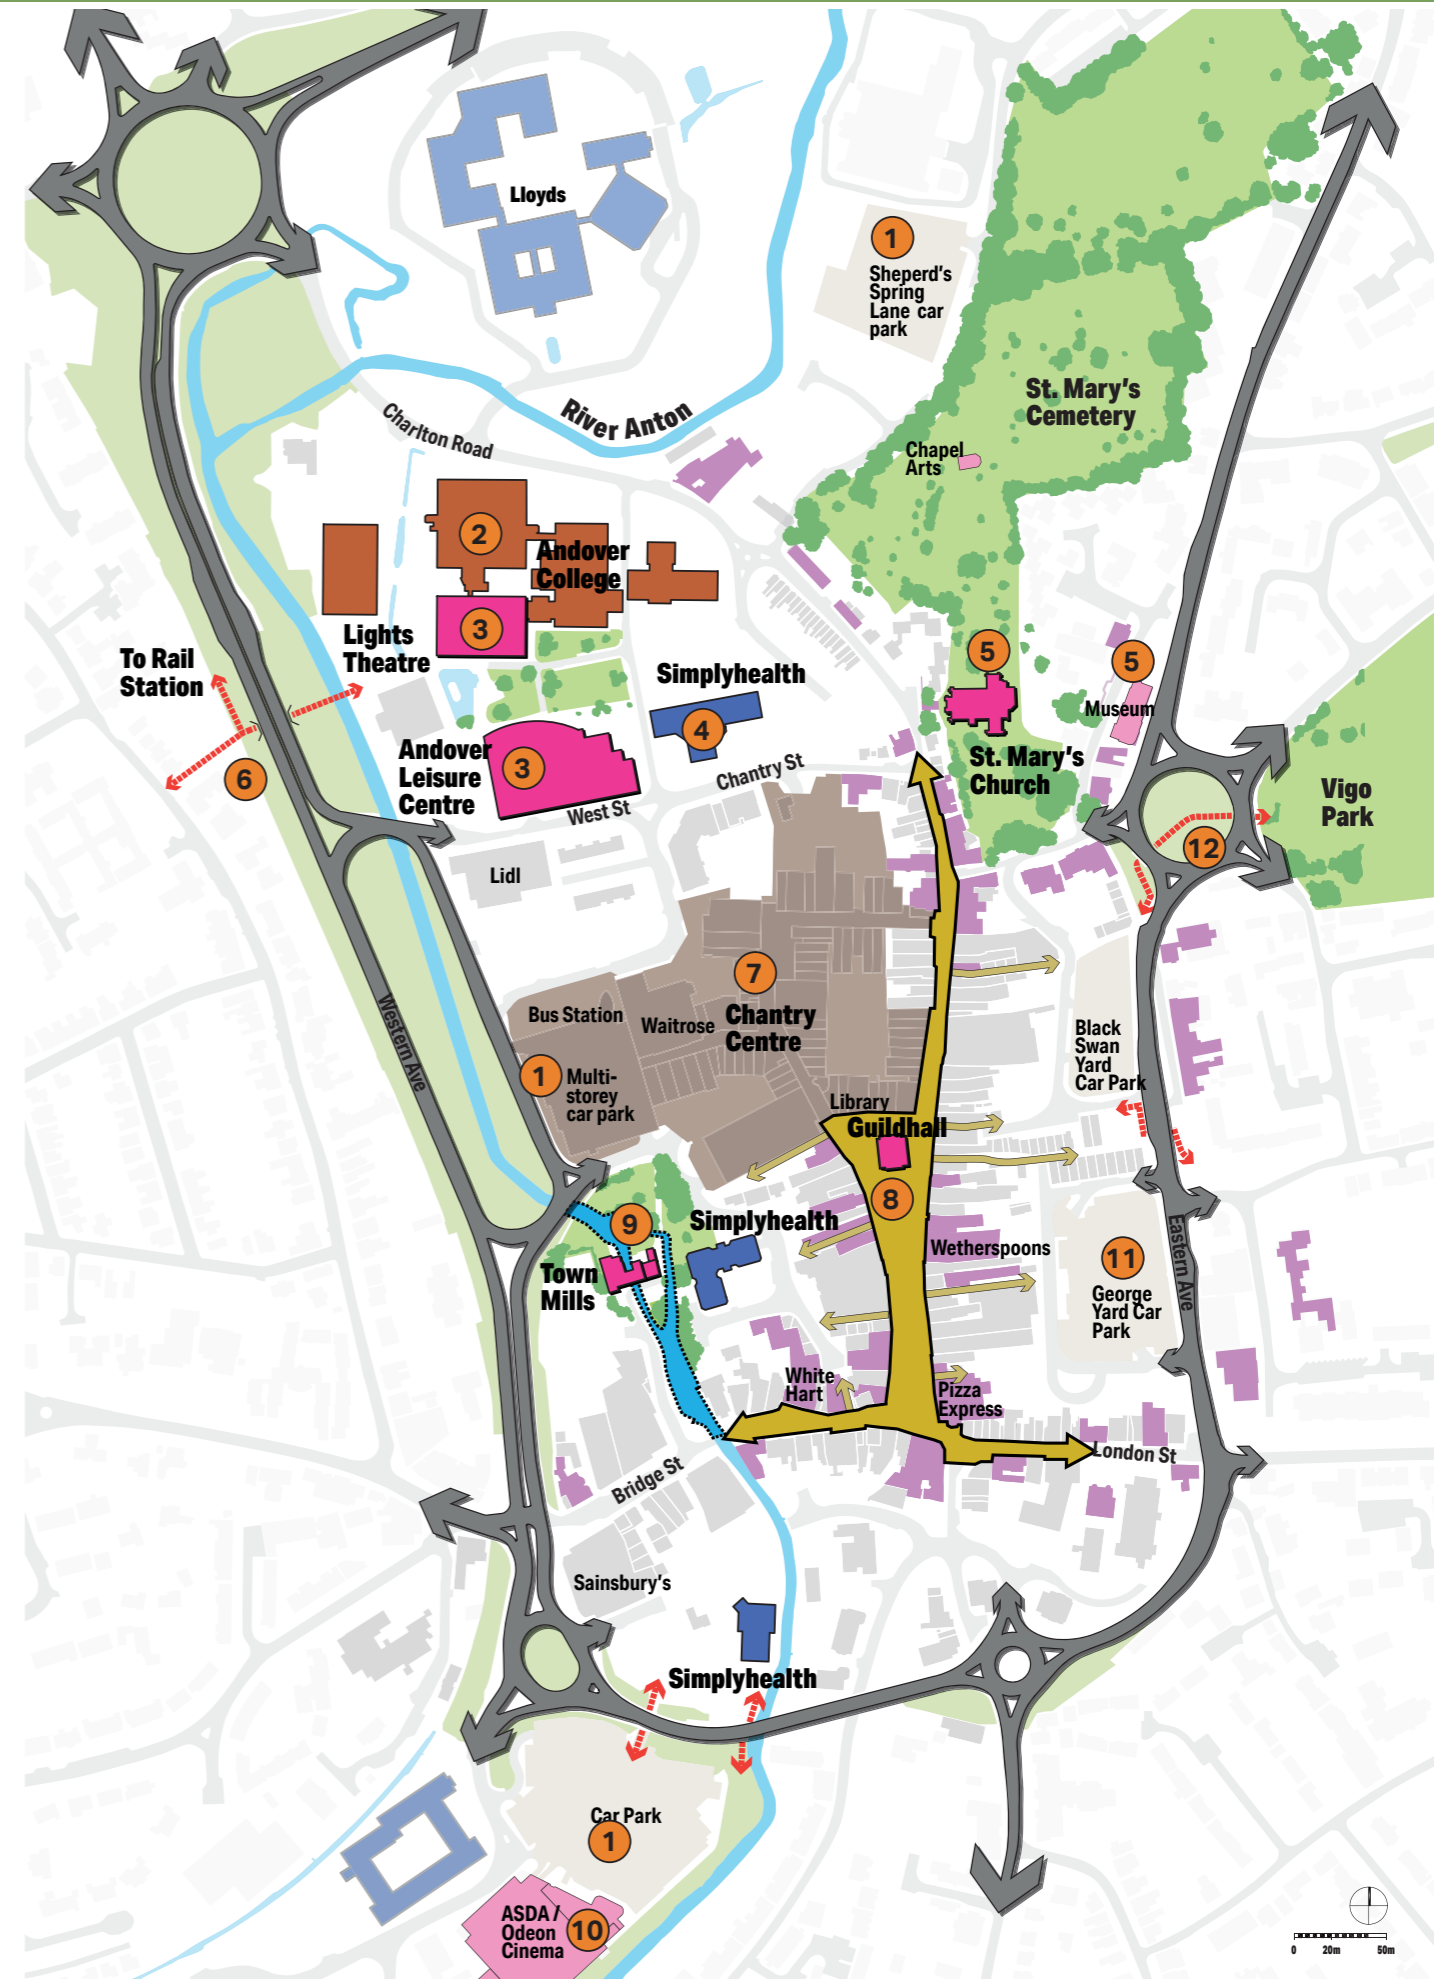 Lloyds
1
Sheperd's
Spring
Lane car
park
River Anton
St. Mary's
Cemetery
Charlton Road
Chapel
Arts
2
Andover
College
3
Lights
Theatre
To Rail
Station
5
5
Simplyhealth
4
Museum
Andover
Leisure
Centre
3
6
St. Mary's
Church
Chantry St
West St
Vigo
Park
12
Lidl
7
Western Ave
Bus Station
Waitrose
Chantry
Centre
Black
Swan
Yard
Car Park
1
Multi-
storey
car park
Library
Guildhall
8
9
Simplyhealth
Town
Mills
Wetherspoons
11
George
Yard Car
Park
Eastern Ave
White
Hart
Pizza
Express
London St
Bridge St
Sainsbury's
Simplyhealth
Car Park
1
ASDA /
Odeon
Cinema
10
0 20m 50m